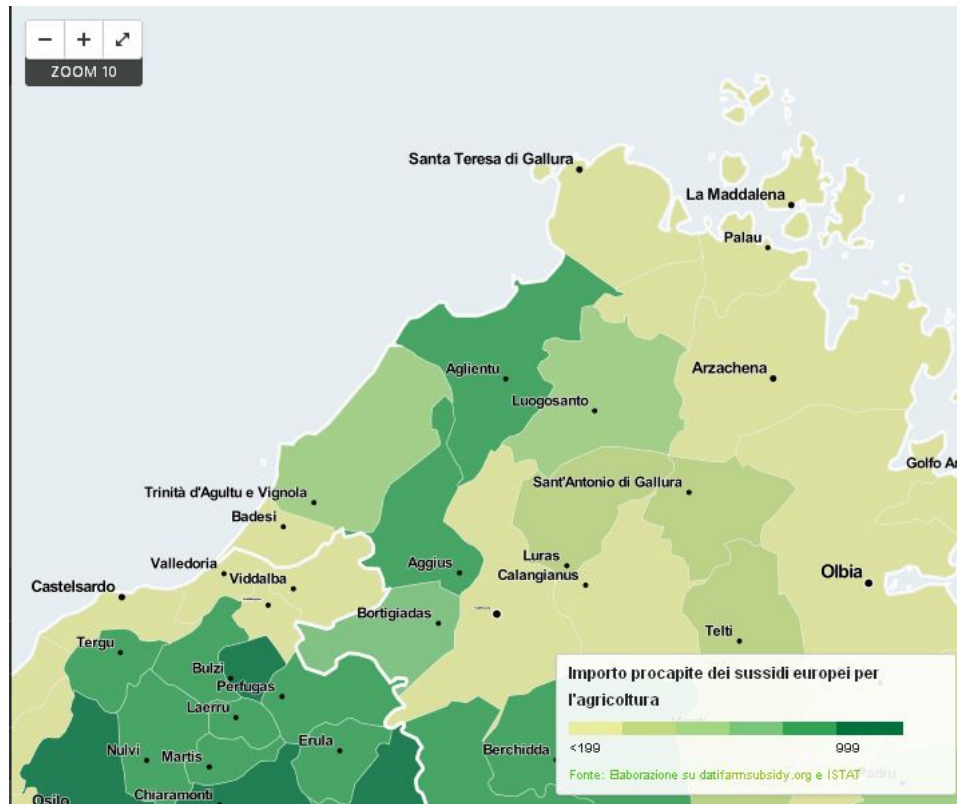 − + ⤢
ZOOM 10
Santa Teresa di Gallura
La Maddalena
Palau
Aglientu
Arzachena
Luogosanto
Golfo Ar
Sant'Antonio di Gallura
Trinità d'Agultu e Vignola
Badesi
Valledoria
Viddalba
Castelsardo
Aggius
Luras
Calangianus
Olbia
Bortigiadas
Tergu
Telti
Bulzi
Perfugas
Laerru
Nulvi
Martis
Erula
Berchidda
Chiaramonti
Osilo
Importo procapite dei sussidi europei per
l'agricoltura
<199 999
Fonte: Elaborazione su datifarmsubsidy.org e ISTAT
Padru